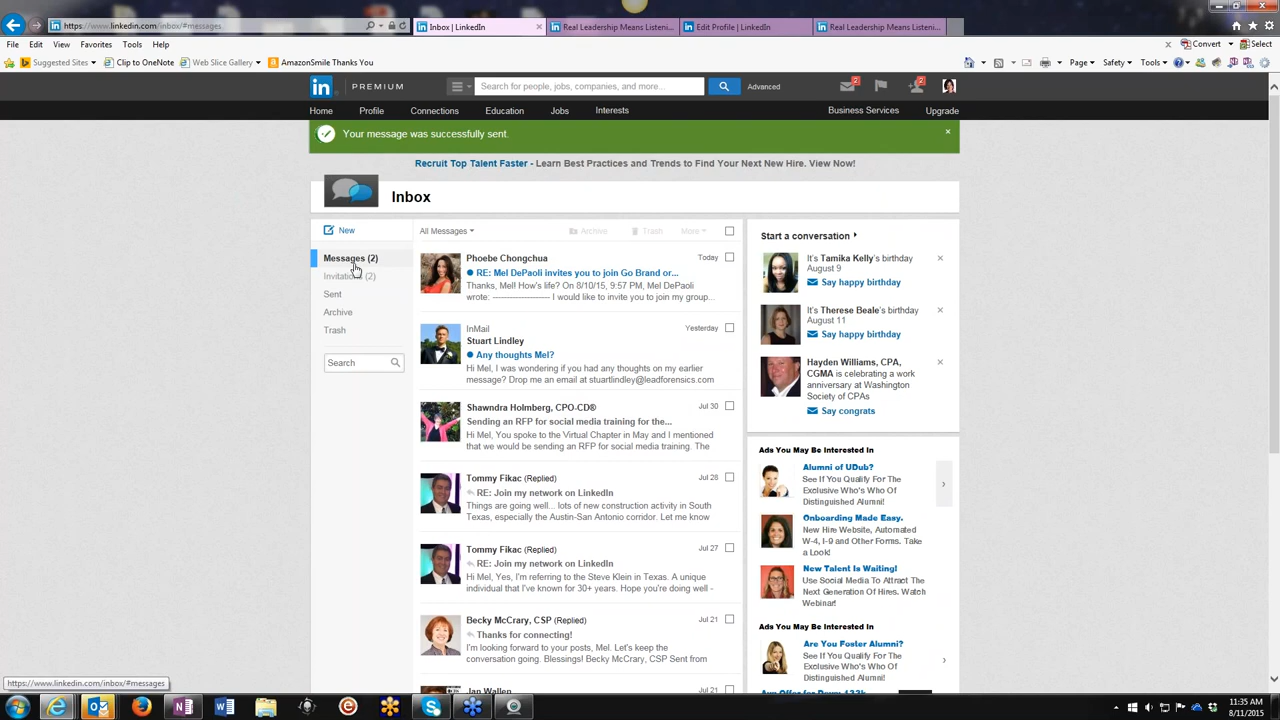 https://www.linkedin.com/inbox/#messages
Inbox | LinkedIn
Real Leadership Means Listeni...
Edit Profile | LinkedIn
Real Leadership Means Listeni...
File Edit View Favorites Tools Help
Convert Select
Suggested Sites Clip to OneNote Web Slice Gallery AmazonSmile Thanks You
Page Safety Tools
in PREMIUM
Search for people, jobs, companies, and more...
Advanced
2 2
Home Profile Connections Education Jobs Interests
Business Services Upgrade
Your message was successfully sent.
Recruit Top Talent Faster - Learn Best Practices and Trends to Find Your Next New Hire. View Now!
Inbox
New
Messages (2)
Invitations (2)
Sent
Archive
Trash
Search
All Messages Archive Trash More
Phoebe Chongchua Today
RE: Mel DePaoli invites you to join Go Brand or...
Thanks, Mel! How's life? On 8/10/15, 9:57 PM, Mel DePaoli
wrote: -------------------- I would like to invite you to join my group...
InMail Yesterday
Stuart Lindley
Any thoughts Mel?
Hi Mel, I was wondering if you had any thoughts on my earlier
message? Drop me an email at stuartlindley@leadforensics.com
Shawndra Holmberg, CPO-CD® Jul 30
Sending an RFP for social media training for the...
Hi Mel, You spoke to the Virtual Chapter in May and I mentioned
that we would be sending an RFP for social media training. The
Tommy Fikac (Replied) Jul 28
RE: Join my network on LinkedIn
Things are going well... lots of new construction activity in South
Texas, especially the Austin-San Antonio corridor. Let me know
Tommy Fikac (Replied) Jul 27
RE: Join my network on LinkedIn
Hi Mel, Yes, I'm referring to the Steve Klein in Texas. A unique
individual that I've known for 30+ years. Hope you're doing well -
Becky McCrary, CSP (Replied) Jul 21
Thanks for connecting!
I'm looking forward to your posts, Mel. Let's keep the
conversation going. Blessings! Becky McCrary, CSP Sent from
Jan Wallen Jul 21
Start a conversation
It's Tamika Kelly's birthday
August 9
Say happy birthday
It's Therese Beale's birthday
August 11
Say happy birthday
Hayden Williams, CPA,
CGMA is celebrating a work
anniversary at Washington
Society of CPAs
Say congrats
Ads You May Be Interested In
Alumni of UDub?
See If You Qualify For The
Exclusive Who's Who Of
Distinguished Alumni!
Onboarding Made Easy.
New Hire Website, Automated
W-4, I-9 and Other Forms. Take
a Look!
New Talent Is Waiting!
Use Social Media To Attract The
Next Generation Of Hires. Watch
Webinar!
Ads You May Be Interested In
Are You Foster Alumni?
See If You Qualify For The
Exclusive Who's Who Of
Distinguished Alumni!
https://www.linkedin.com/inbox/#messages
11:35 AM
8/11/2015